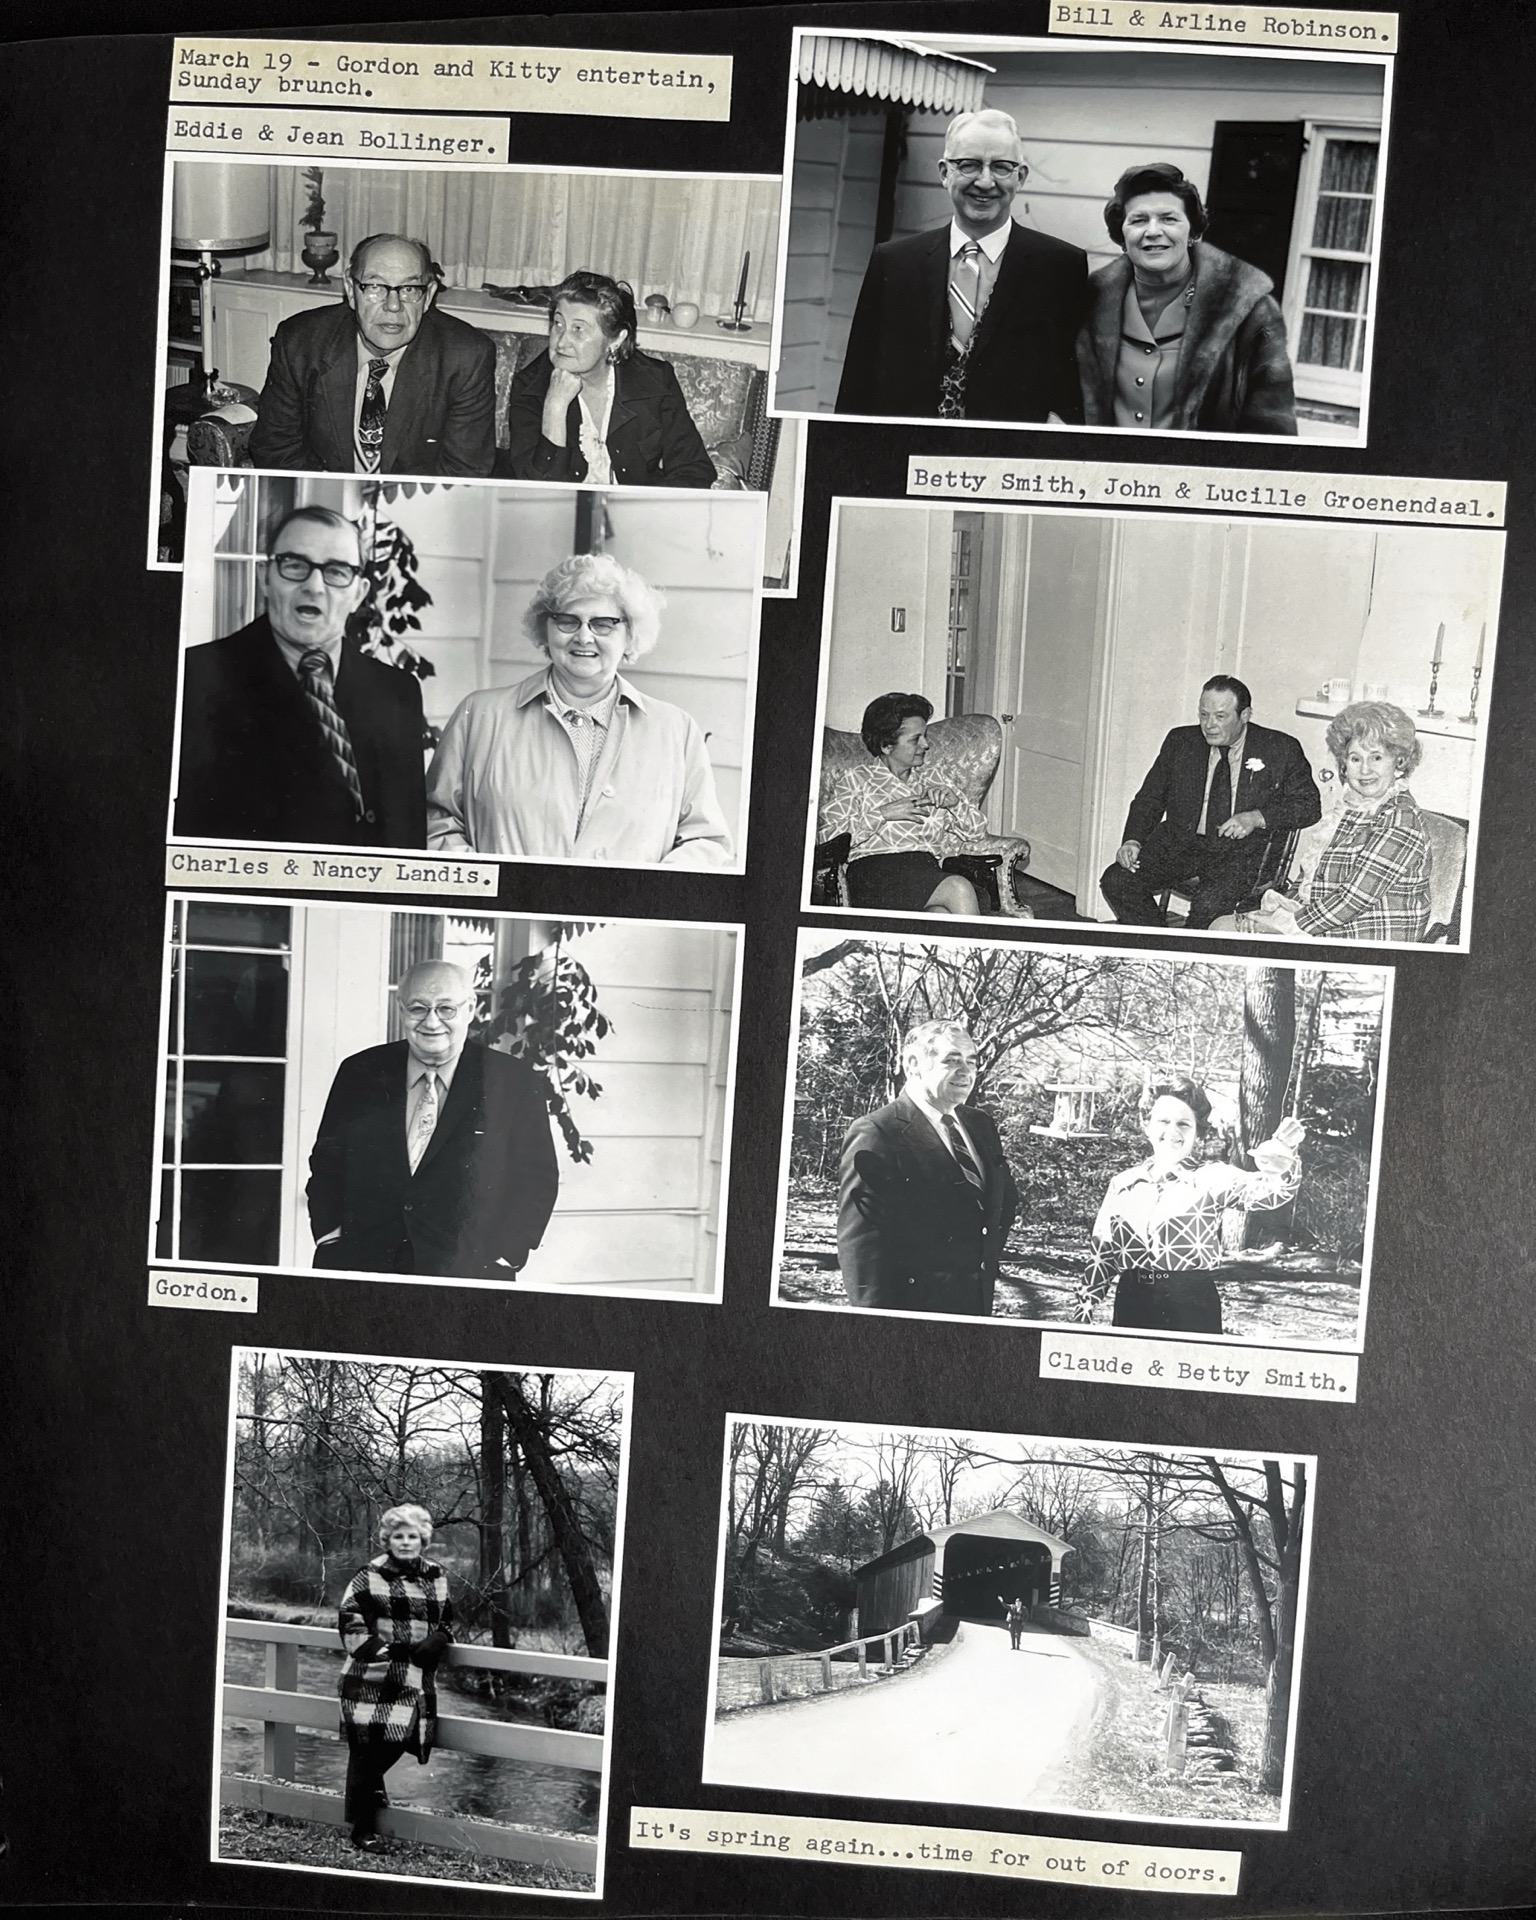 March 19 - Gordon and Kitty entertain,
Sunday brunch.
Eddie & Jean Bollinger.
Bill & Arline Robinson.
Betty Smith, John & Lucille Groenendaal.
Charles & Nancy Landis.
Gordon.
Claude & Betty Smith.
It's spring again...time for out of doors.